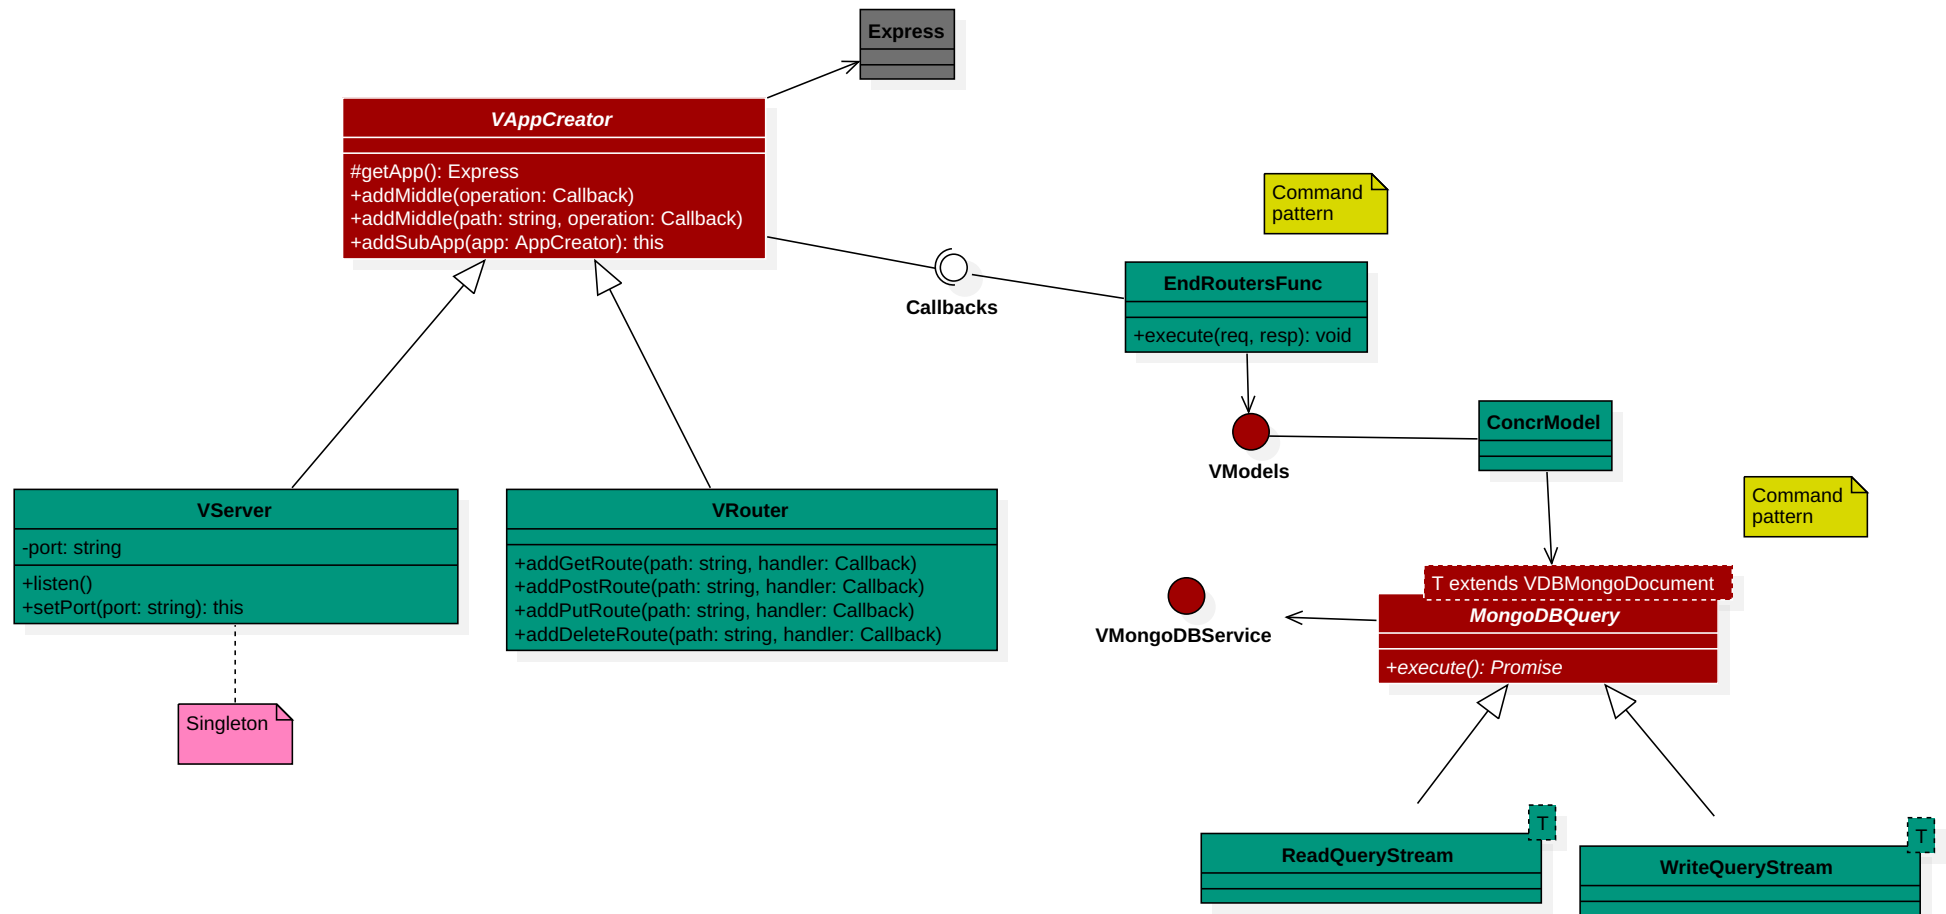 Express
VAppCreator
#getApp(): Express
+addMiddle(operation: Callback)
+addMiddle(path: string, operation: Callback)
+addSubApp(app: AppCreator): this
Command
pattern
Callbacks
EndRoutersFunc
+execute(req, resp): void
VModels
ConcrModel
VServer
-port: string
+listen()
+setPort(port: string): this
VRouter
+addGetRoute(path: string, handler: Callback)
+addPostRoute(path: string, handler: Callback)
+addPutRoute(path: string, handler: Callback)
+addDeleteRoute(path: string, handler: Callback)
Command
pattern
T extends VDBMongoDocument
MongoDBQuery
+execute(): Promise
VMongoDBService
Singleton
T
ReadQueryStream
T
WriteQueryStream